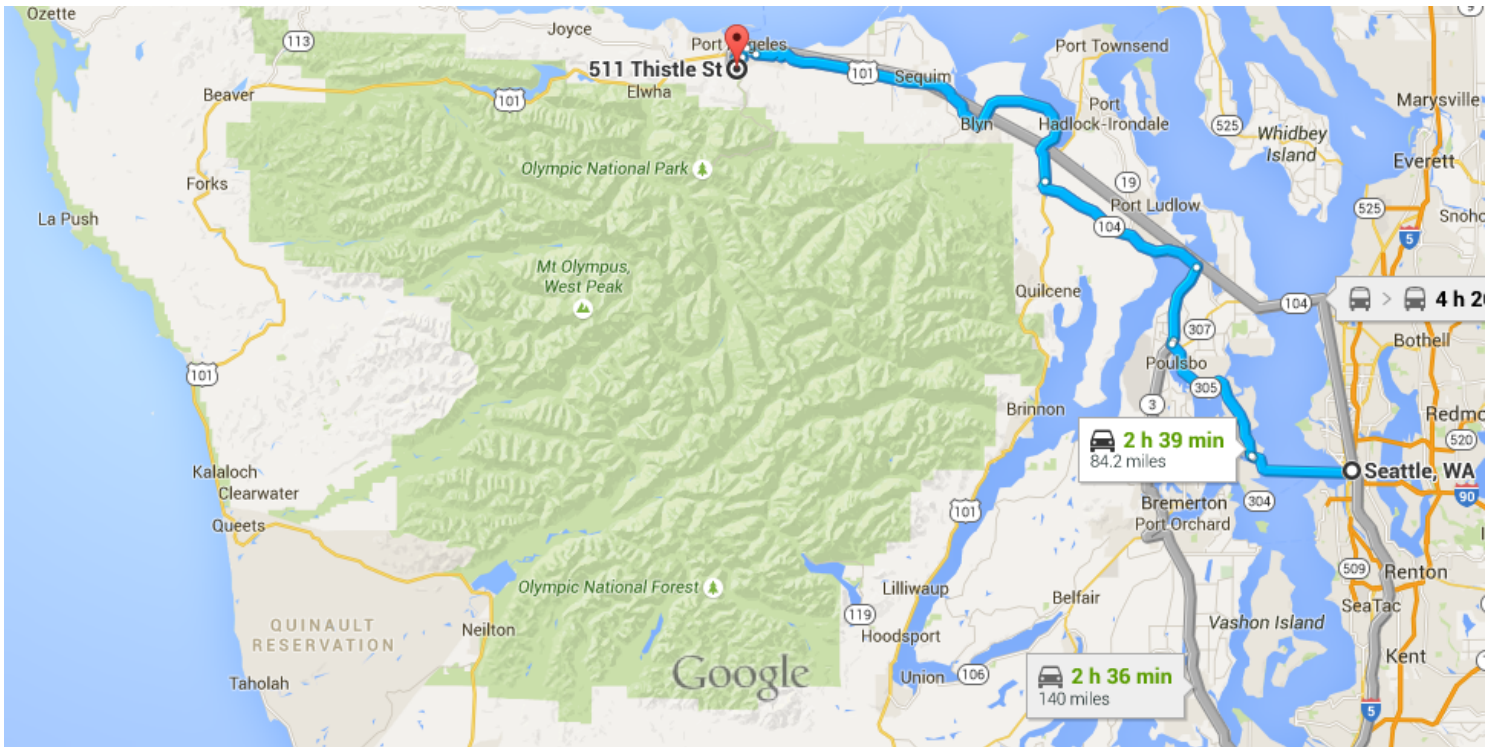 Ozette
Joyce
9
113
Port Angeles
Port Townsend
511 Thistle St
101
Sequim
Elwha
Beaver
101
Marysville
Port
Hadlock-Irondale
Blyn
525
Whidbey
Island
Everett
Olympic National Park
Forks
19
Port Ludlow
525
La Push
104
5
Mt Olympus,
West Peak
Quilcene
104
4 h
307
Bothell
Poulsbo
101
305
3
Brinnon
520
2 h 39 min
84.2 miles
Kalaloch
Seattle, WA
Clearwater
90
304
Bremerton
101
Queets
Port Orchard
509
Renton
Olympic National Forest
Lilliwaup
Belfair
SeaTac
119
QUINAULT
RESERVATION
Neilton
Hoodsport
Vashon Island
Kent
Google
2 h 36 min
140 miles
Union
106
Taholah
5